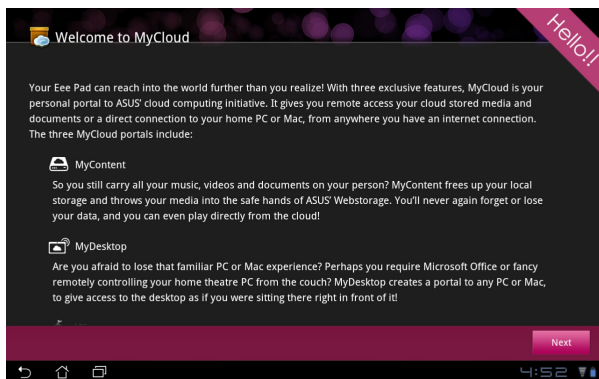 Welcome to MyCloud
Hello!!
Your Eee Pad can reach into the world further than you realize! With three exclusive features, MyCloud is your
personal portal to ASUS' cloud computing initiative. It gives you remote access your cloud stored media and
documents or a direct connection to your home PC or Mac, from anywhere you have an internet connection.
The three MyCloud portals include:
MyContent
So you still carry all your music, videos and documents on your person? MyContent frees up your local
storage and throws your media into the safe hands of ASUS' Webstorage. You'll never again forget or lose
your data, and you can even play directly from the cloud!
MyDesktop
Are you afraid to lose that familiar PC or Mac experience? Perhaps you require Microsoft Office or fancy
remotely controlling your home theatre PC from the couch? MyDesktop creates a portal to any PC or Mac,
to give access to the desktop as if you were sitting there right in front of it!
Next
4:52